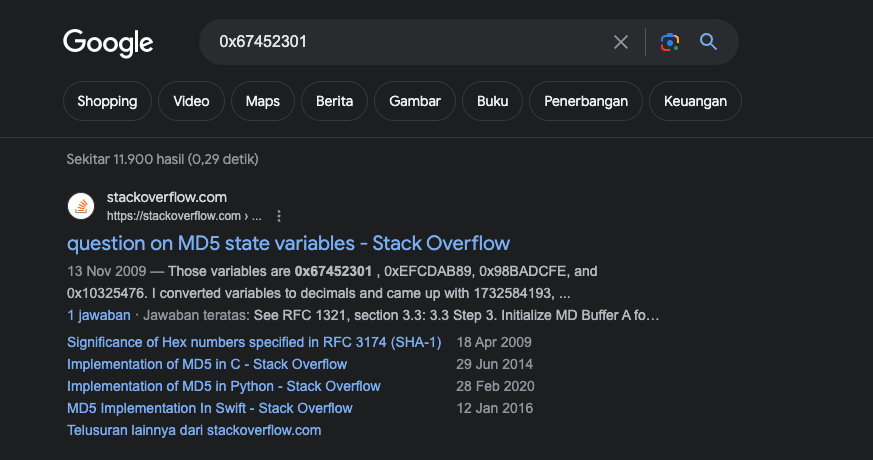 Google
0x67452301
Shopping Video Maps Berita Gambar Buku Penerbangan Keuangan
Sekitar 11.900 hasil (0,29 detik)
stackoverflow.com
https://stackoverflow.com › ...
question on MD5 state variables - Stack Overflow
13 Nov 2009 — Those variables are 0x67452301 , 0xEFCDAB89, 0x98BADCFE, and
0x10325476. I converted variables to decimals and came up with 1732584193, ...
1 jawaban · Jawaban teratas: See RFC 1321, section 3.3: 3.3 Step 3. Initialize MD Buffer A fo…
Significance of Hex numbers specified in RFC 3174 (SHA-1) 18 Apr 2009
Implementation of MD5 in C - Stack Overflow 29 Jun 2014
Implementation of MD5 in Python - Stack Overflow 28 Feb 2020
MD5 Implementation In Swift - Stack Overflow 12 Jan 2016
Telusuran lainnya dari stackoverflow.com